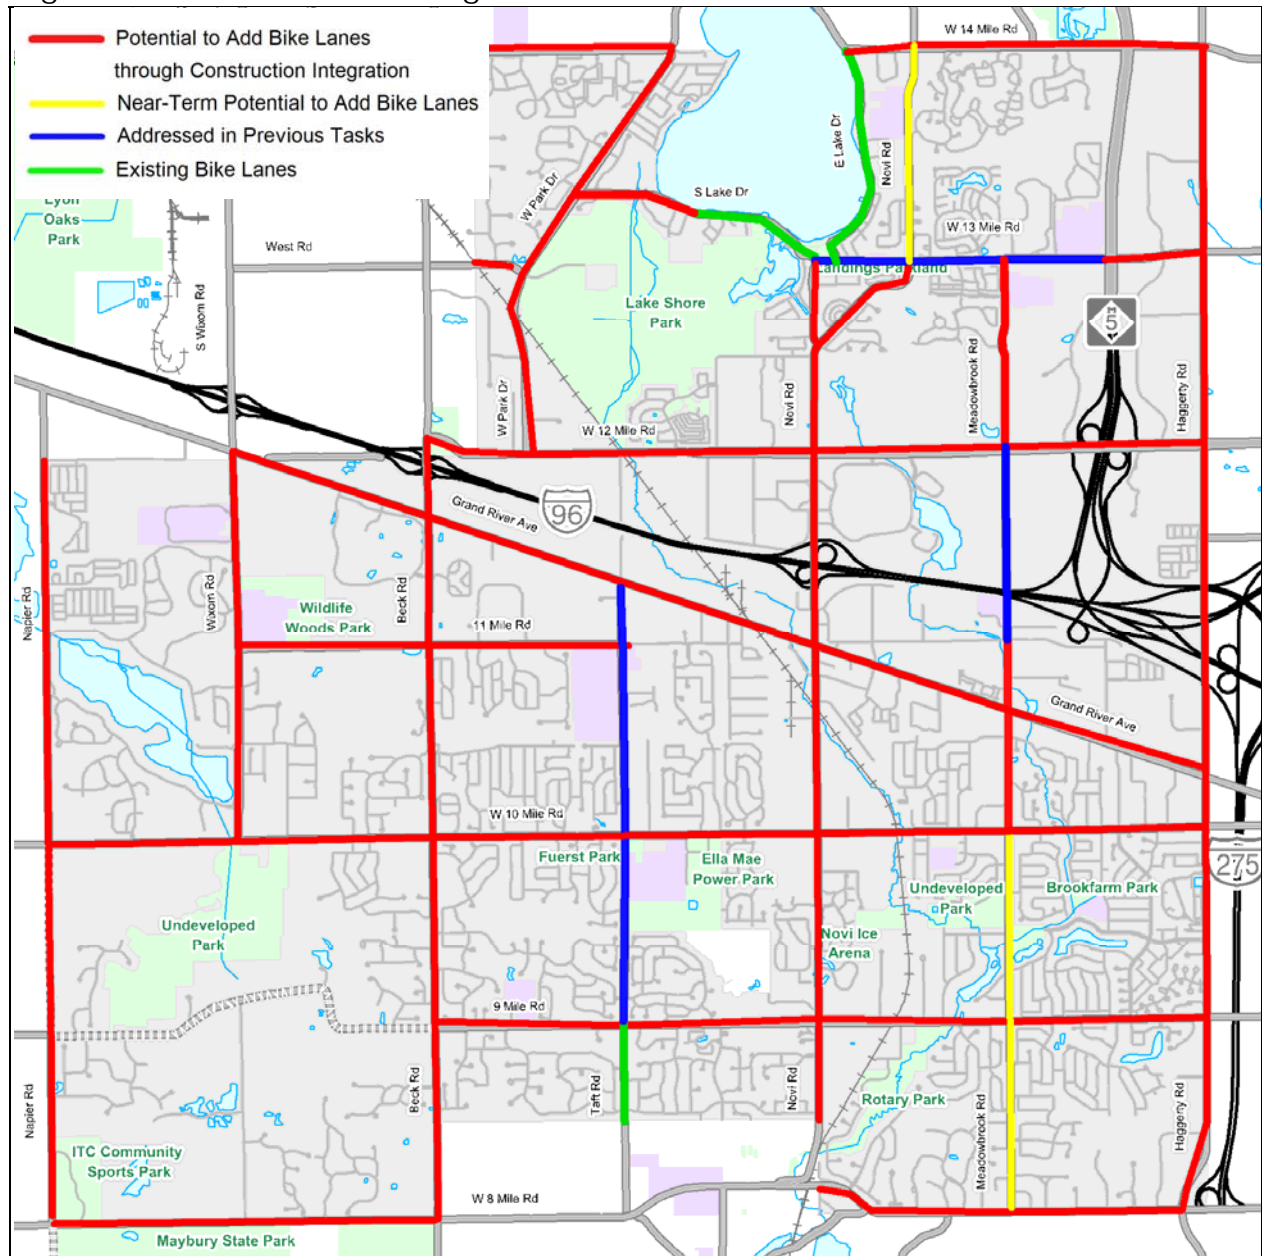 Potential to Add Bike Lanes
through Construction Integration
Near-Term Potential to Add Bike Lanes
Addressed in Previous Tasks
Existing Bike Lanes
W 14 Mile Rd
E Lake Dr
Novi Rd
S Lake Dr
W Park Dr
Lyon
Oaks
Park
West Rd
W 13 Mile Rd
Landings Parkland
S Wixom Rd
Lake Shore
Park
M
5
W Park Dr
Novi Rd
Meadowbrook Rd
Haggerty Rd
W 12 Mile Rd
Grand River Ave
96
Napier Rd
Wixom Rd
Wildlife
Woods Park
Beck Rd
11 Mile Rd
Grand River Ave
W 10 Mile Rd
Fuerst Park
Ella Mae
Power Park
Undeveloped
Park
Brookfarm Park
275
Undeveloped
Park
Novi Ice
Arena
9 Mile Rd
Napier Rd
Beck Rd
Taft Rd
Novi Rd
Rotary Park
Meadowbrook Rd
Haggerty Rd
ITC Community
Sports Park
W 8 Mile Rd
Maybury State Park